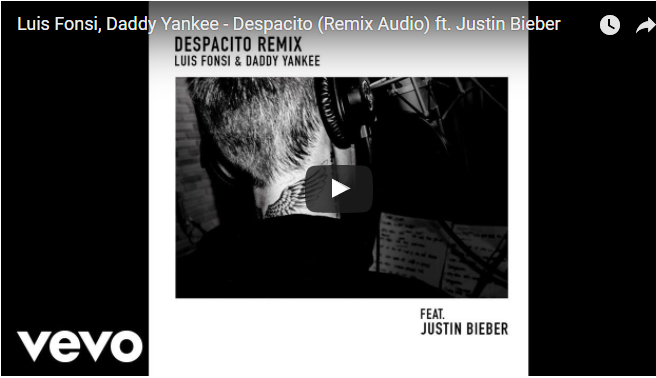 Luis Fonsi, Daddy Yankee - Despacito (Remix Audio) ft. Justin Bieber
DESPACITO REMIX
LUIS FONSI & DADDY YANKEE
FEAT.
JUSTIN BIEBER
vevo